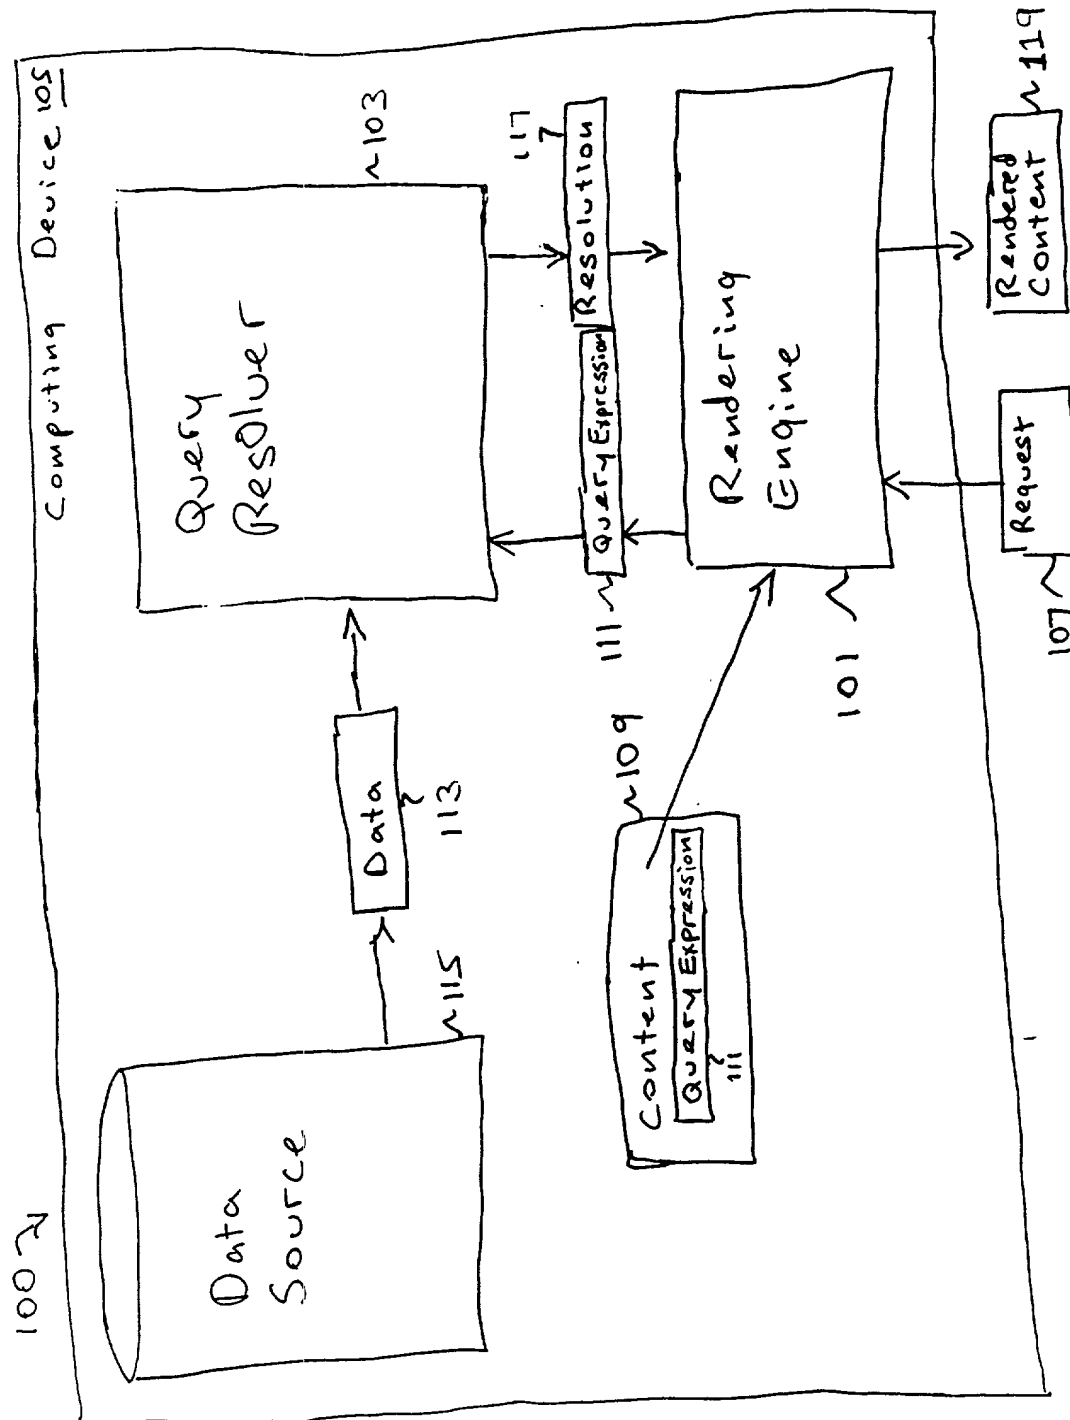 100
Computing Device 105
Data
Source
115
Data
113
Query
Resolver
103
Content
Query Expression
111
109
111
Query Expression
Resolution
117
Rendering
Engine
101
107
Request
Rendered
Content
119